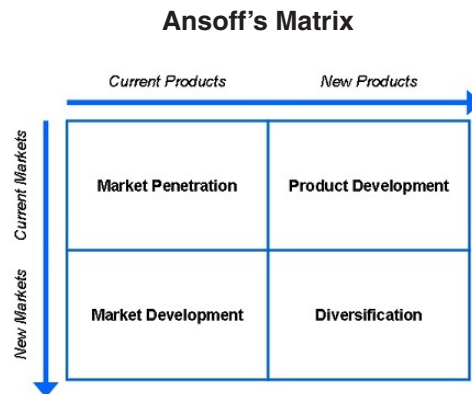 Ansoff’s Matrix
Current Products
New Products
Current Markets
Market Penetration
Product Development
New Markets
Market Development
Diversification